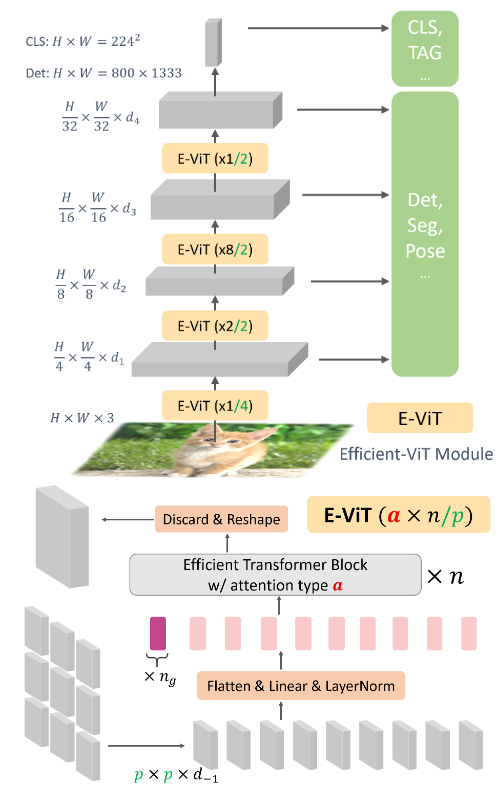 CLS: H × W = 224²
CLS,
TAG
...
Det: H × W = 800 × 1333
H/32 × W/32 × d₄
E-ViT (x1/2)
H/16 × W/16 × d₃
Det,
Seg,
Pose
...
E-ViT (x8/2)
H/8 × W/8 × d₂
E-ViT (x2/2)
H/4 × W/4 × d₁
E-ViT (x1/4)
H × W × 3
E-ViT
Efficient-ViT Module
Discard & Reshape
E-ViT (a × n/p)
Efficient Transformer Block
w/ attention type a
× n
× n_g
Flatten & Linear & LayerNorm
p × p × d₋₁